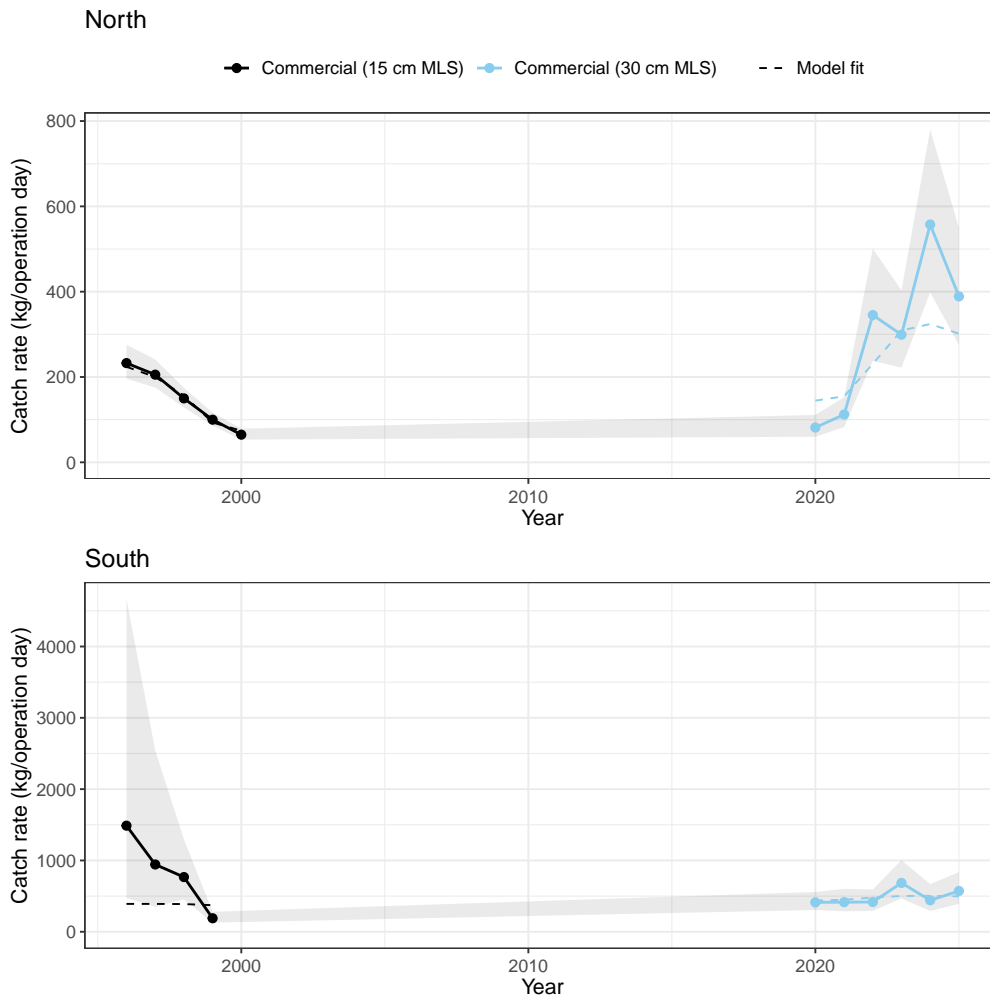 North
Commercial (15 cm MLS) Commercial (30 cm MLS) Model fit
Catch rate (kg/operation day)
800
600
400
200
0
2000 2010 2020
Year
South
Catch rate (kg/operation day)
4000
3000
2000
1000
0
2000 2010 2020
Year